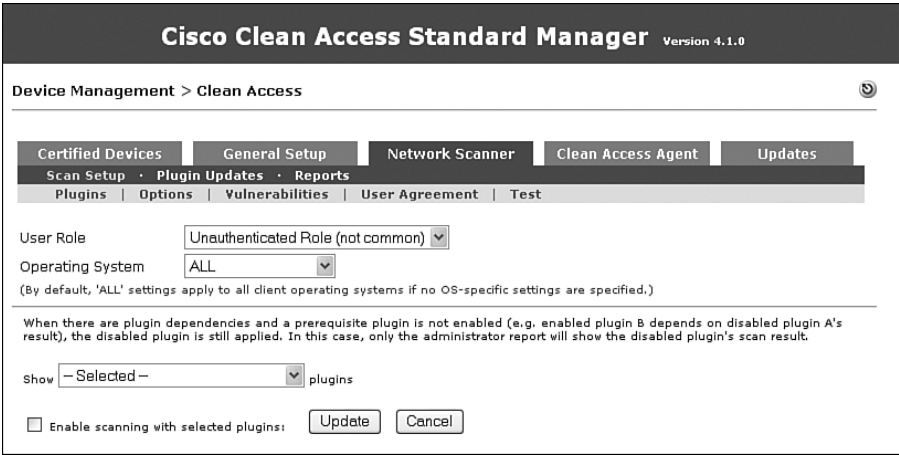 Cisco Clean Access Standard Manager Version 4.1.0
Device Management > Clean Access
Certified Devices General Setup Network Scanner Clean Access Agent Updates
Scan Setup · Plugin Updates · Reports
Plugins | Options | Vulnerabilities | User Agreement | Test
User Role Unauthenticated Role (not common)
Operating System ALL
(By default, 'ALL' settings apply to all client operating systems if no OS-specific settings are specified.)
When there are plugin dependencies and a prerequisite plugin is not enabled (e.g. enabled plugin B depends on disabled plugin A's
result), the disabled plugin is still applied. In this case, only the administrator report will show the disabled plugin's scan result.
Show -- Selected -- plugins
Enable scanning with selected plugins: Update Cancel